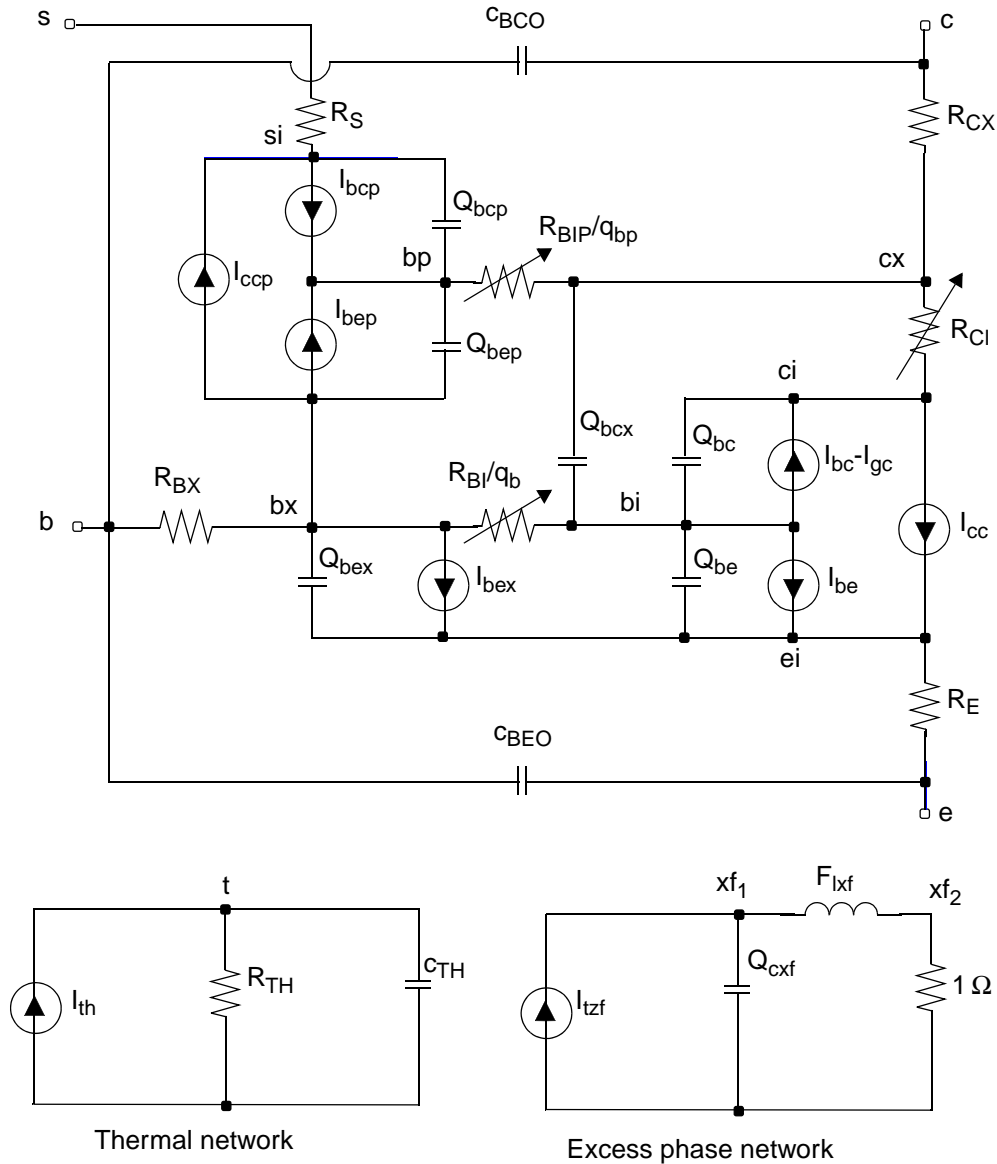 s
c_BCO
c
R_S
R_CX
si
I_bcp
Q_bcp
R_BIP/q_bp
bp
cx
I_ccp
I_bep
Q_bep
R_CI
ci
Q_bcx
Q_bc
I_bc-I_gc
R_BX
R_BI/q_b
b
bx
bi
I_cc
Q_bex
I_bex
Q_be
I_be
ei
R_E
c_BEO
e
t
xf_1
F_lxf
xf_2
R_TH
c_TH
Q_cxf
1 Ω
I_th
I_tzf
Thermal network
Excess phase network